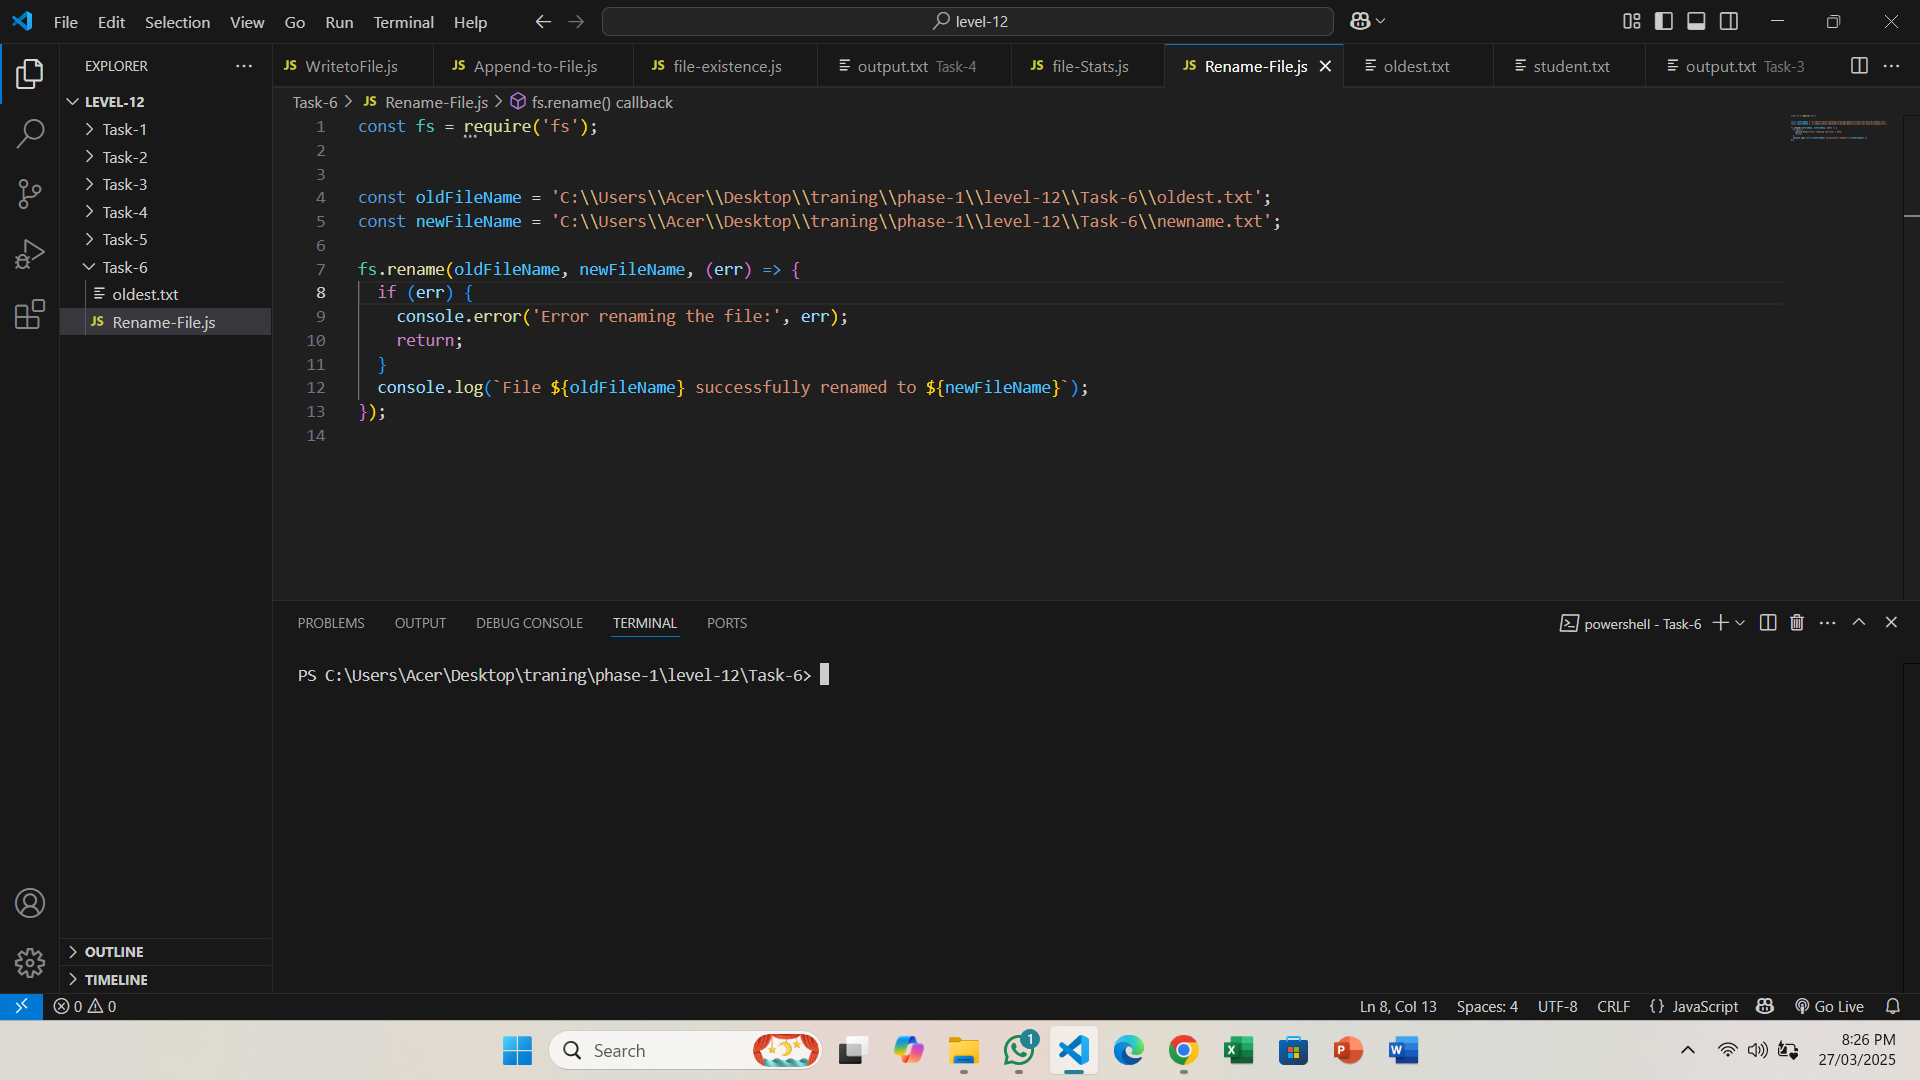 File Edit Selection View Go Run Terminal Help
level-12
EXPLORER
WritetoFile.js
Append-to-File.js
file-existence.js
output.txt Task-4
file-Stats.js
Rename-File.js
oldest.txt
student.txt
output.txt Task-3
LEVEL-12
Task-1
Task-2
Task-3
Task-4
Task-5
Task-6
oldest.txt
JS Rename-File.js
OUTLINE
TIMELINE
Task-6 > JS Rename-File.js > fs.rename() callback
1 const fs = require('fs');
2
3
4 const oldFileName = 'C:\\Users\\Acer\\Desktop\\traning\\phase-1\\level-12\\Task-6\\oldest.txt';
5 const newFileName = 'C:\\Users\\Acer\\Desktop\\traning\\phase-1\\level-12\\Task-6\\newname.txt';
6
7 fs.rename(oldFileName, newFileName, (err) => {
8 if (err) {
9 console.error('Error renaming the file:', err);
10 return;
11 }
12 console.log(`File ${oldFileName} successfully renamed to ${newFileName}`);
13 });
14
PROBLEMS OUTPUT DEBUG CONSOLE TERMINAL PORTS
powershell - Task-6
PS C:\Users\Acer\Desktop\traning\phase-1\level-12\Task-6>
0 0
Ln 8, Col 13 Spaces: 4 UTF-8 CRLF {} JavaScript Go Live
Search
1
8:26 PM
27/03/2025